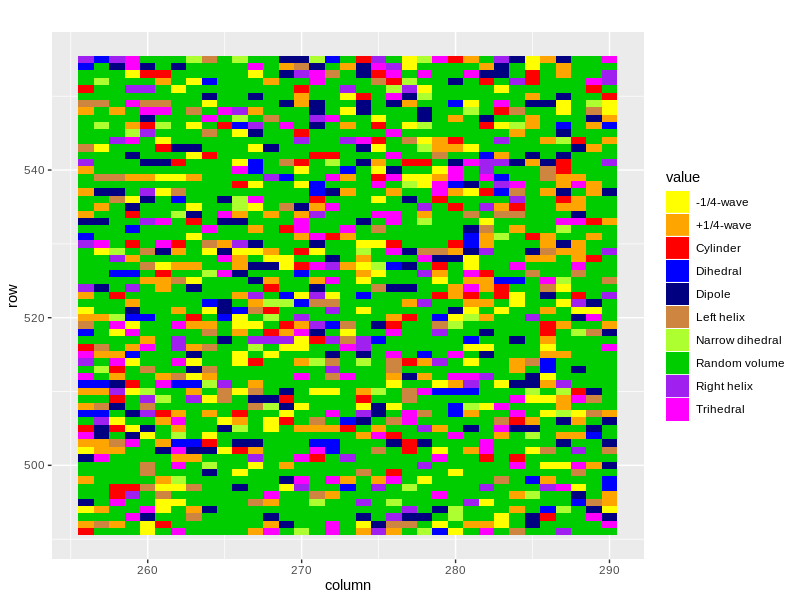 value
-1/4-wave
+1/4-wave
Cylinder
Dihedral
Dipole
Left helix
Narrow dihedral
Random volume
Right helix
Trihedral
row
540
520
500
260
270
280
290
column